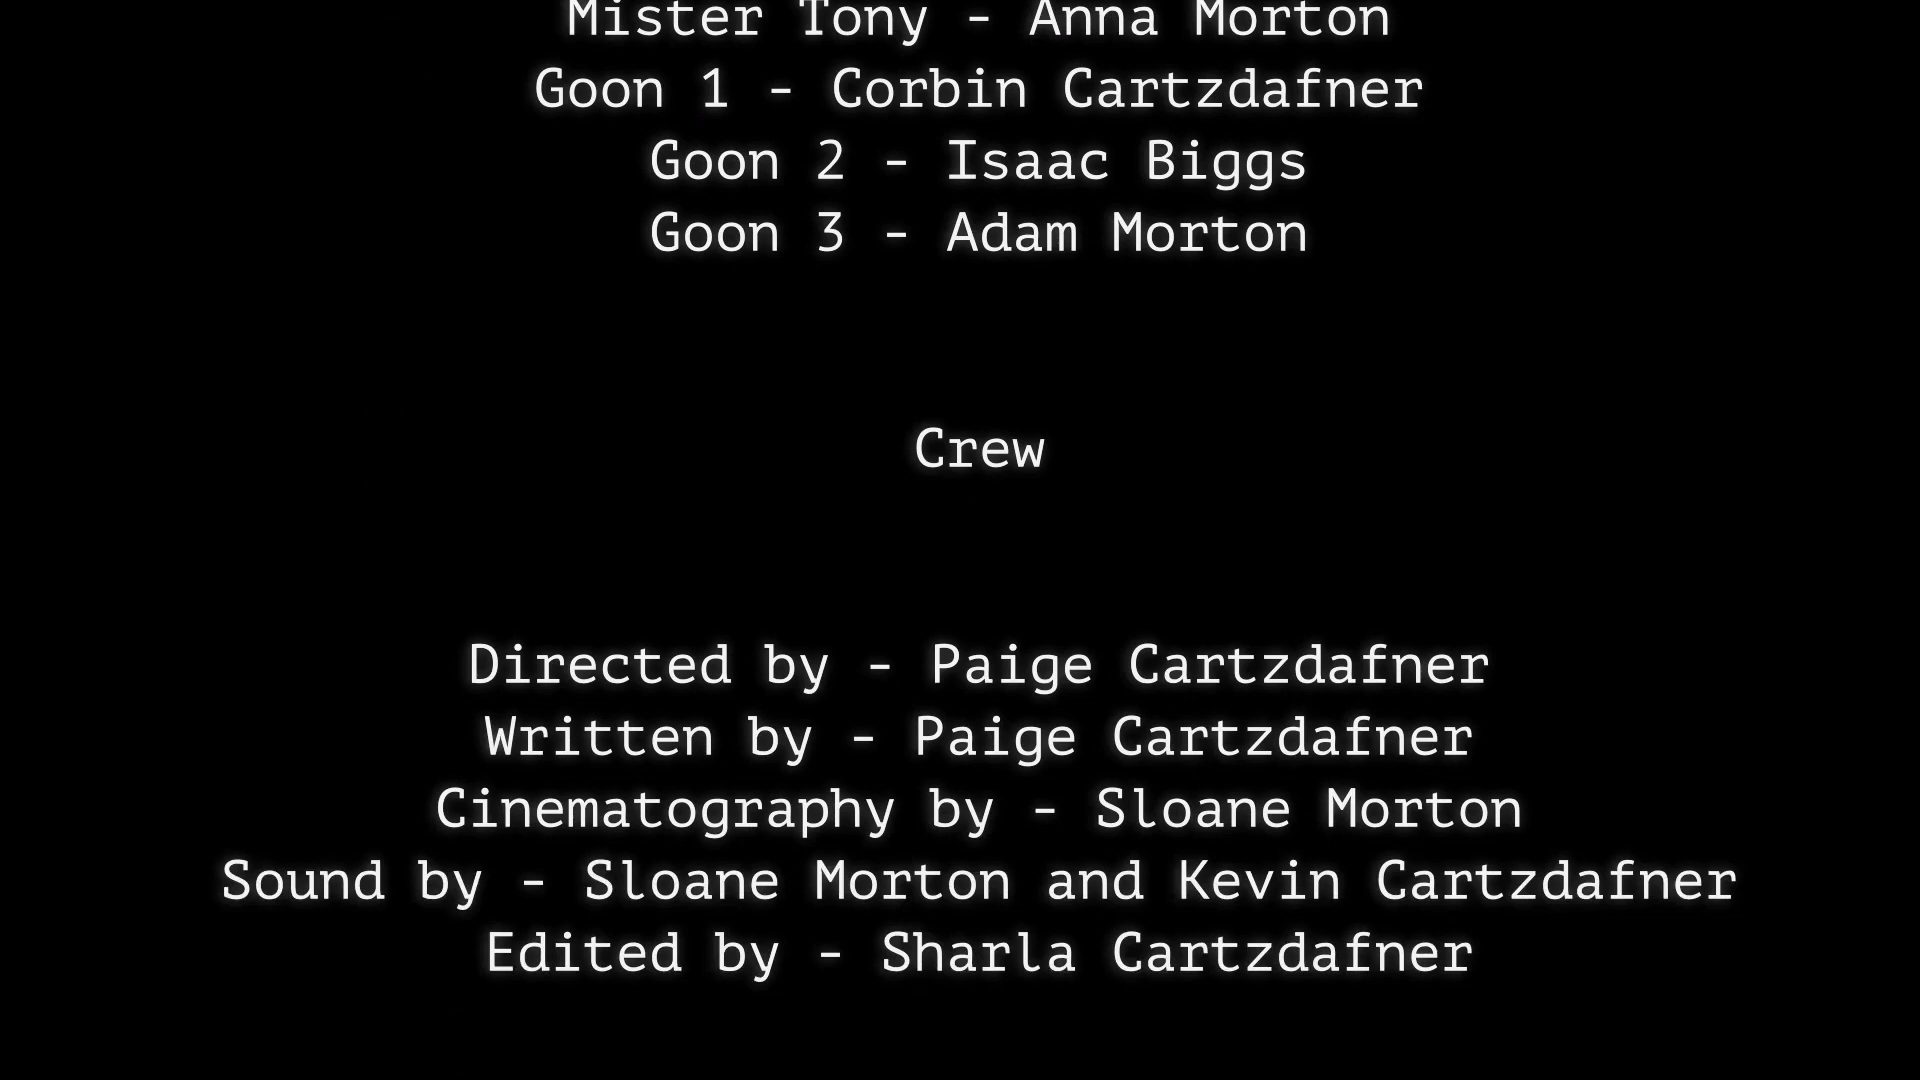 Mister Tony - Anna Morton
Goon 1 - Corbin Cartzdafner
Goon 2 - Isaac Biggs
Goon 3 - Adam Morton
Crew
Directed by - Paige Cartzdafner
Written by - Paige Cartzdafner
Cinematography by - Sloane Morton
Sound by - Sloane Morton and Kevin Cartzdafner
Edited by - Sharla Cartzdafner